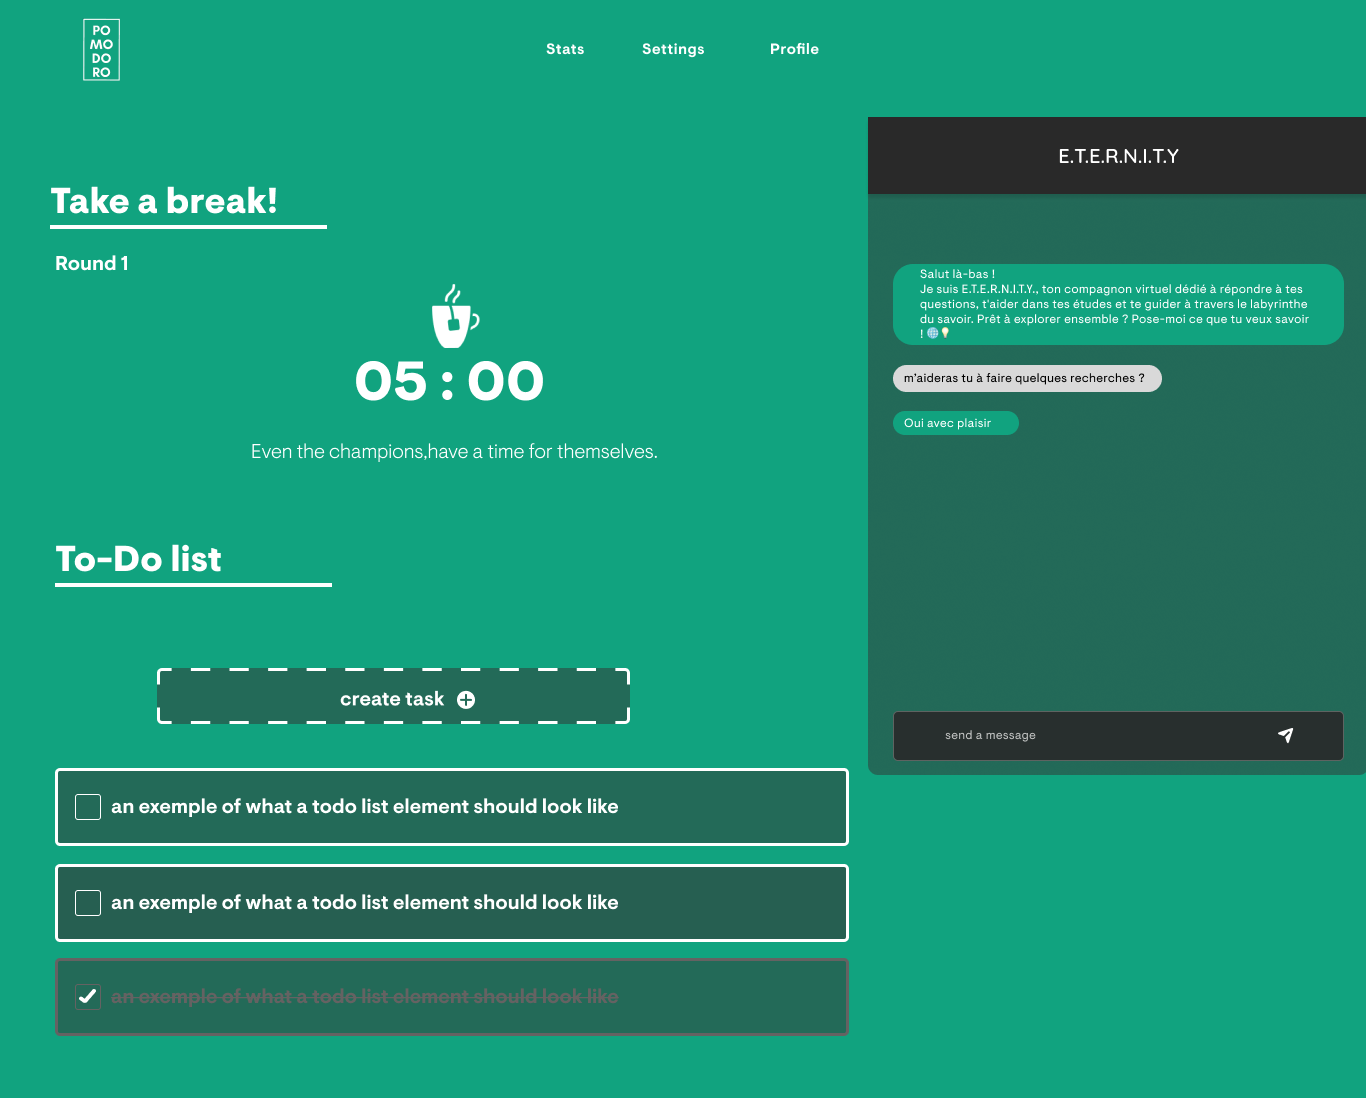 PO
MO
DO
RO
Stats
Settings
Profile
Take a break!
Round 1
05 : 00
Even the champions,have a time for themselves.
To-Do list
create task
an exemple of what a todo list element should look like
an exemple of what a todo list element should look like
an exemple of what a todo list element should look like
E.T.E.R.N.I.T.Y
Salut là-bas !
Je suis E.T.E.R.N.I.T.Y., ton compagnon virtuel dédié à répondre à tes
questions, t'aider dans tes études et te guider à travers le labyrinthe
du savoir. Prêt à explorer ensemble ? Pose-moi ce que tu veux savoir
! 🌐💡
m'aideras tu à faire quelques recherches ?
Oui avec plaisir
send a message